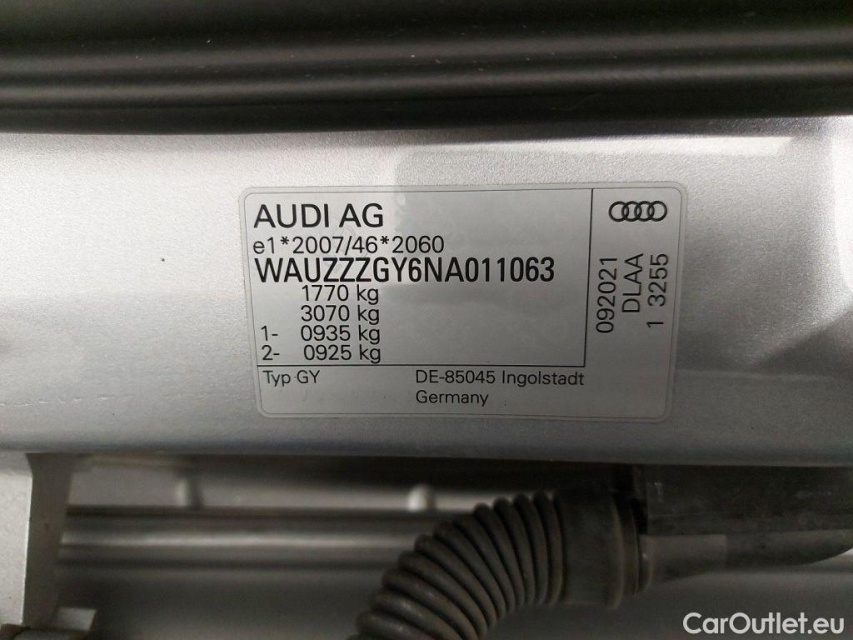 AUDI AG
e1*2007/46*2060
WAUZZZGY6NA011063
1770 kg
3070 kg
1- 0935 kg
2- 0925 kg
Typ GY DE-85045 Ingolstadt
Germany
092021
DLAA
1 3255
CarOutlet.eu